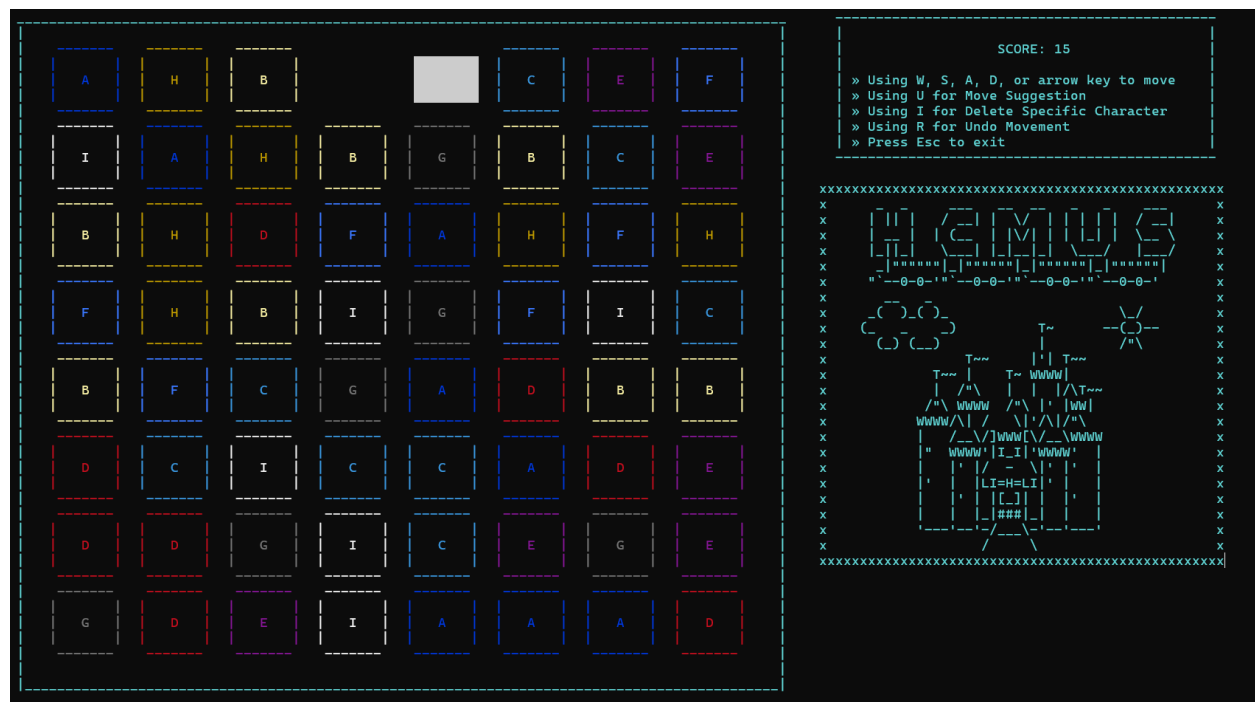 SCORE: 15
» Using W, S, A, D, or arrow key to move
» Using U for Move Suggestion
» Using I for Delete Specific Character
» Using R for Undo Movement
» Press Esc to exit
A H B C E F
I A H B G B C E
B H D F A H F H
F H B I G F I C
B F C G A D B B
D C I C C A D E
D D G I C E G E
G D E I A A A D
HCMUS